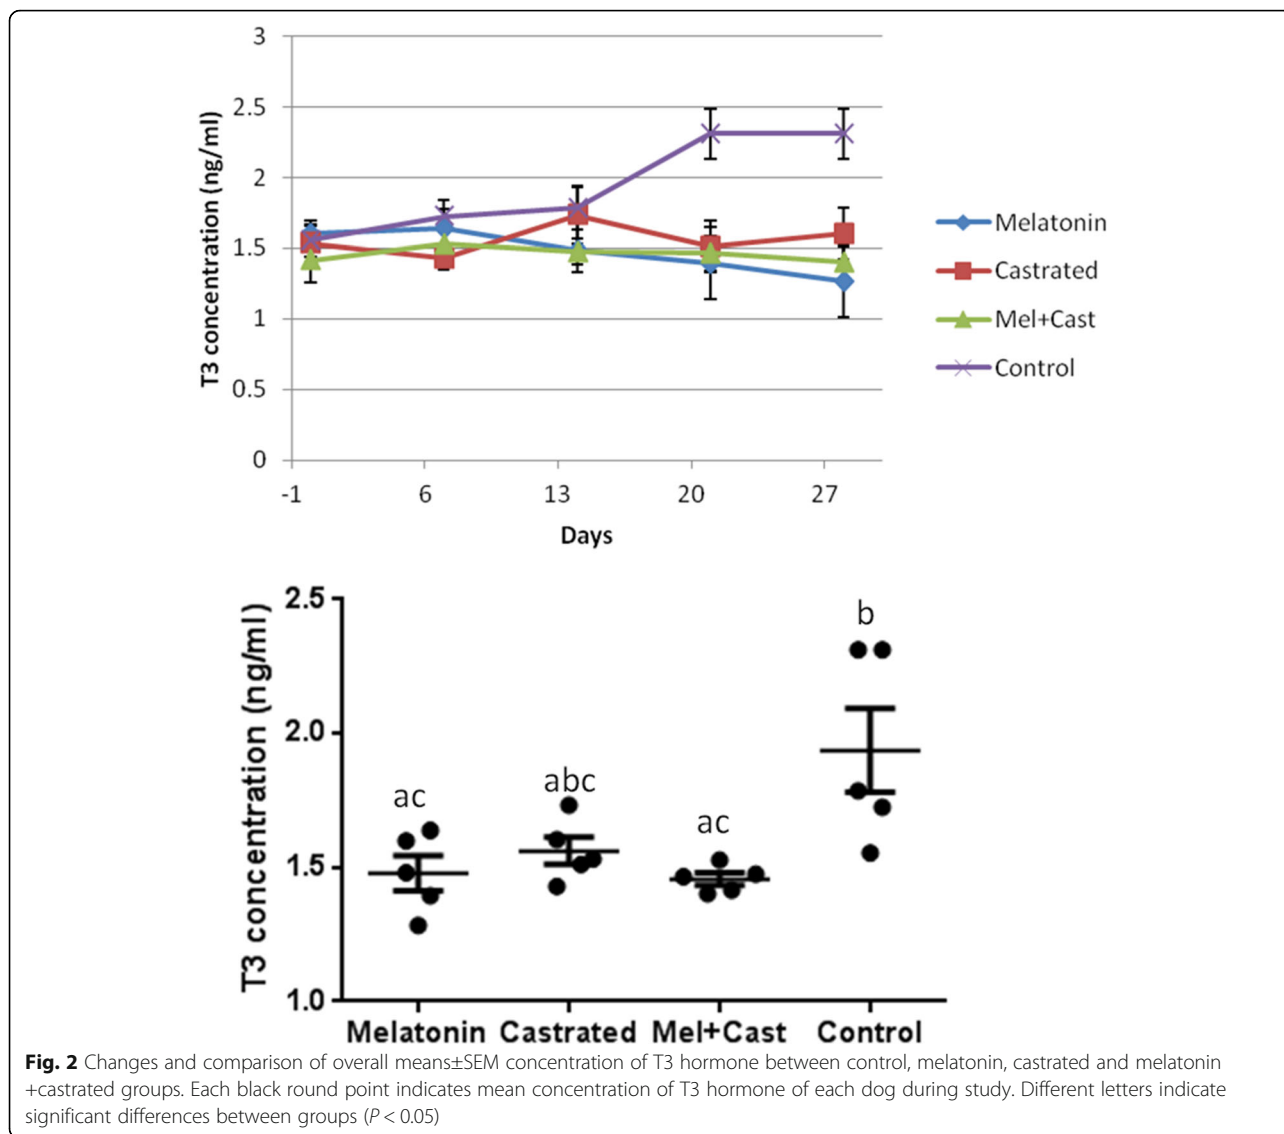 3
2.5
2
1.5
1
0.5
0
T3 concentration (ng/ml)
-1 6 13 20 27
Days
Melatonin
Castrated
Mel+Cast
Control
2.5
2.0
1.5
1.0
T3 concentration (ng/ml)
ac abc ac b
Melatonin Castrated Mel+Cast Control
Fig. 2 Changes and comparison of overall means±SEM concentration of T3 hormone between control, melatonin, castrated and melatonin
+castrated groups. Each black round point indicates mean concentration of T3 hormone of each dog during study. Different letters indicate
significant differences between groups (P < 0.05)